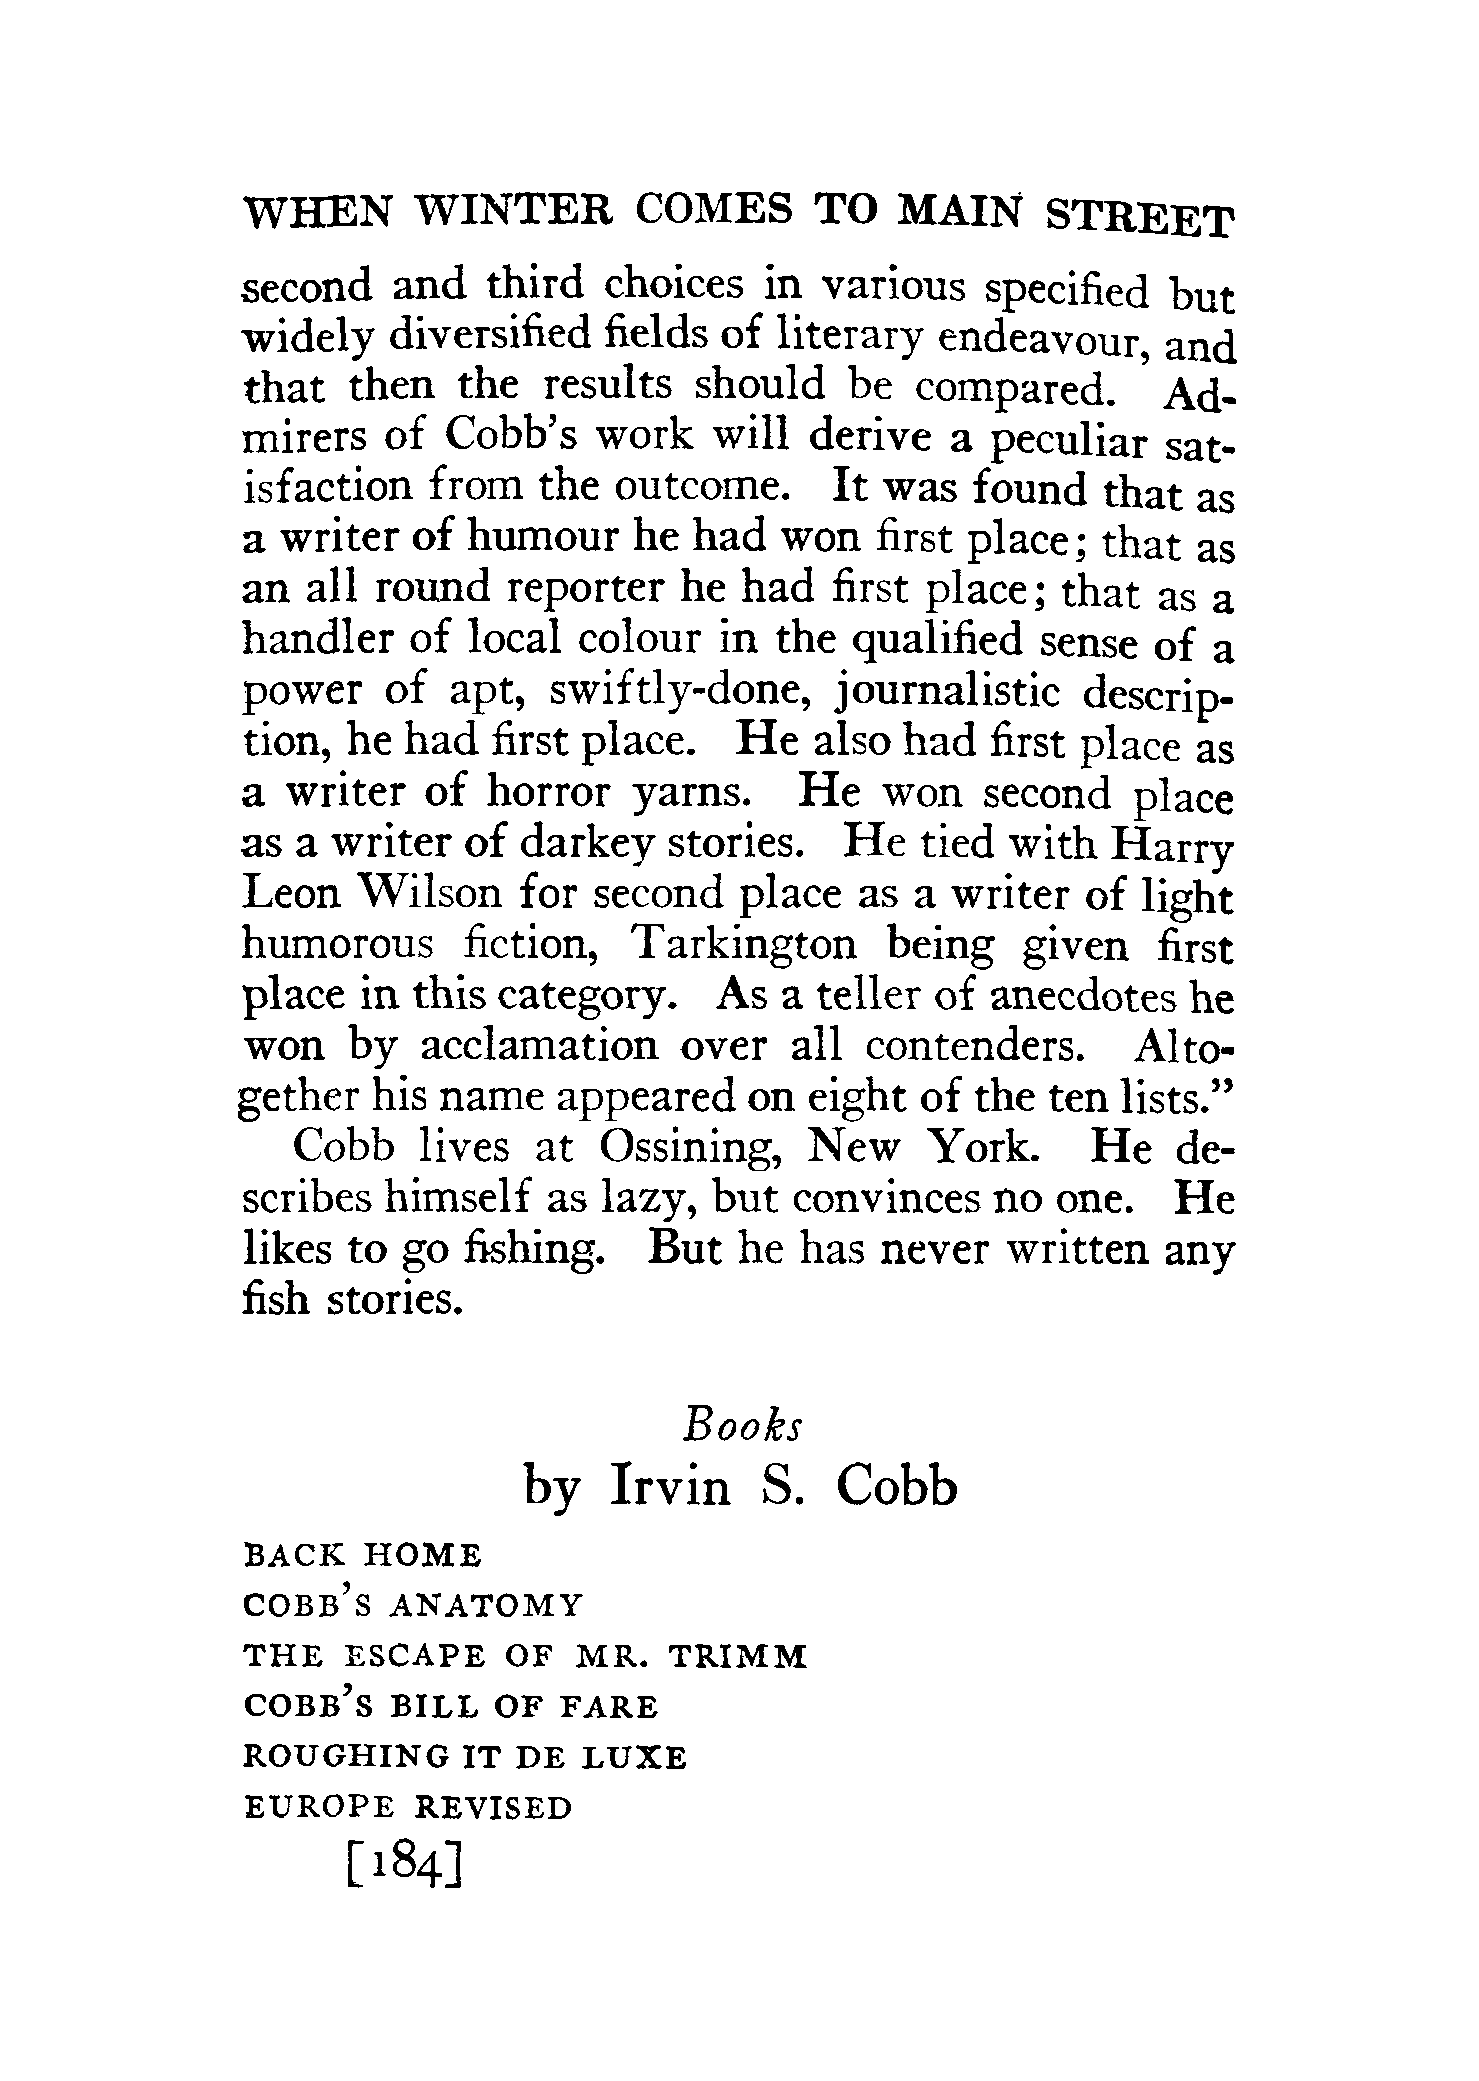 WHEN WINTER COMES TO MAIN STREET
second and third choices in various specified but
widely diversified fields of literary endeavour, and
that then the results should be compared. Ad-
mirers of Cobb's work will derive a peculiar sat-
isfaction from the outcome. It was found that as
a writer of humour he had won first place; that as
an all round reporter he had first place; that as a
handler of local colour in the qualified sense of a
power of apt, swiftly-done, journalistic descrip-
tion, he had first place. He also had first place as
a writer of horror yarns. He won second place
as a writer of darkey stories. He tied with Harry
Leon Wilson for second place as a writer of light
humorous fiction, Tarkington being given first
place in this category. As a teller of anecdotes he
won by acclamation over all contenders. Alto-
gether his name appeared on eight of the ten lists."
Cobb lives at Ossining, New York. He de-
scribes himself as lazy, but convinces no one. He
likes to go fishing. But he has never written any
fish stories.
Books
by Irvin S. Cobb
BACK HOME
COBB'S ANATOMY
THE ESCAPE OF MR. TRIMM
COBB'S BILL OF FARE
ROUGHING IT DE LUXE
EUROPE REVISED
[184]